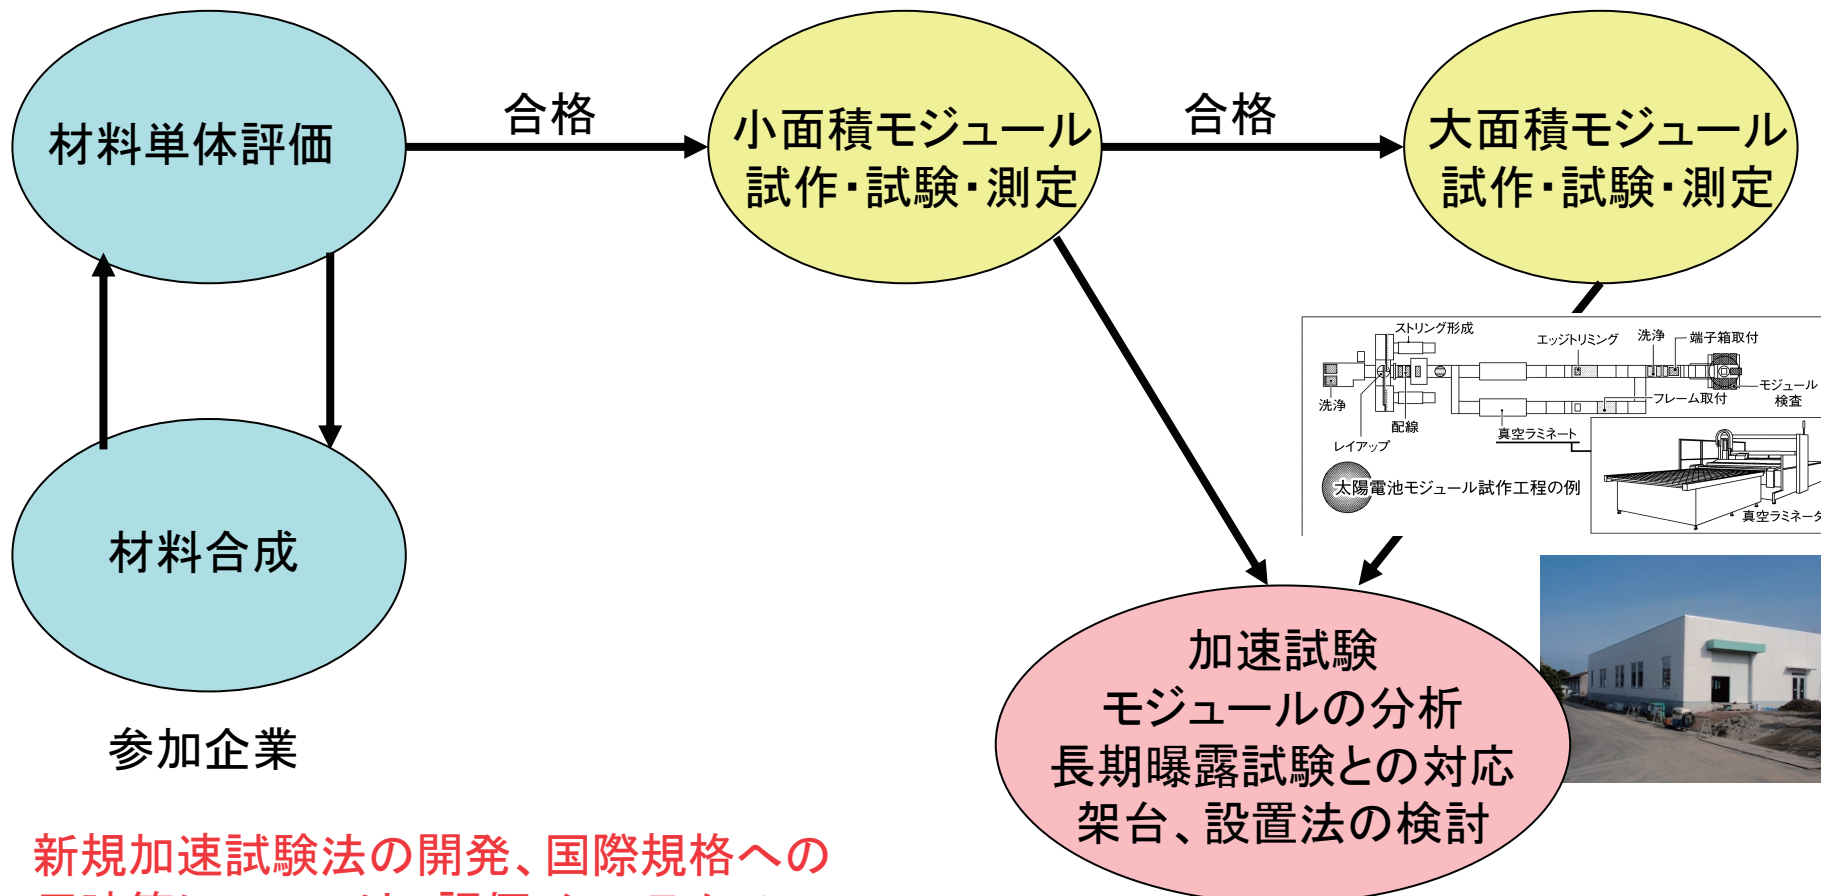 材料単体評価
合格
小面積モジュール
試作・試験・測定
合格
大面積モジュール
試作・試験・測定
ストリング形成
エッジトリミング
洗浄
端子箱取付
洗浄
レイアップ
配線
真空ラミネート
フレーム取付
モジュール
検査
太陽電池モジュール試作工程の例
真空ラミネータ
材料合成
参加企業
加速試験
モジュールの分析
長期曝露試験との対応
架台、設置法の検討
新規加速試験法の開発、国際規格への